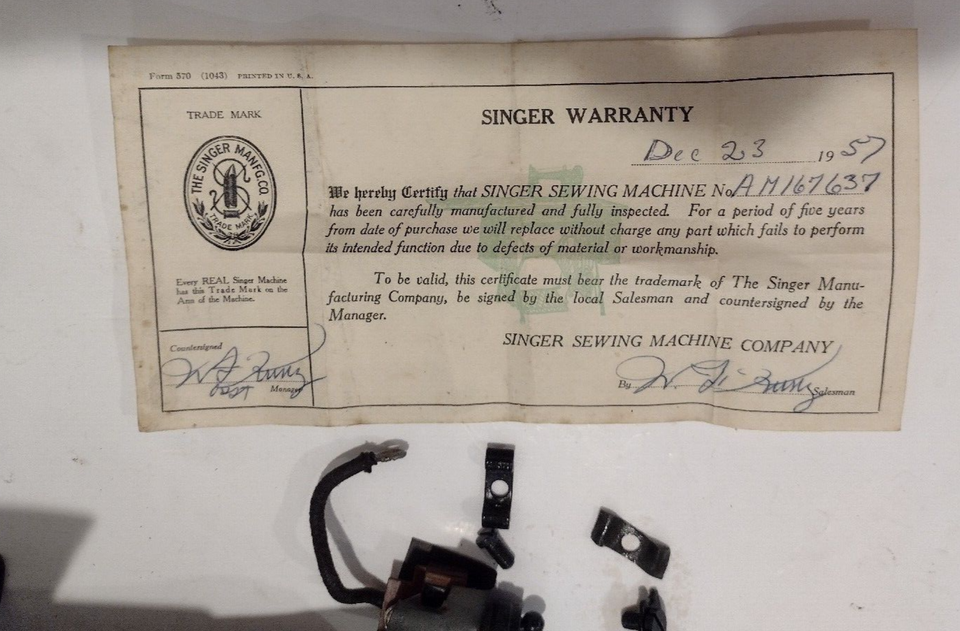 Form 570 (1043) PRINTED IN U. S. A.
TRADE MARK
THE SINGER MANFG.CO
TRADE MARK
Every REAL Singer Machine
has this Trade Mark on the
Arm of the Machine.
Countersigned
Manager
SINGER WARRANTY
Dec 23 1957
We hereby Certify that SINGER SEWING MACHINE No. AM167637
has been carefully manufactured and fully inspected. For a period of five years
from date of purchase we will replace without charge any part which fails to perform
its intended function due to defects of material or workmanship.
To be valid, this certificate must bear the trademark of The Singer Manu-
facturing Company, be signed by the local Salesman and countersigned by the
Manager.
SINGER SEWING MACHINE COMPANY
By W. Salesman